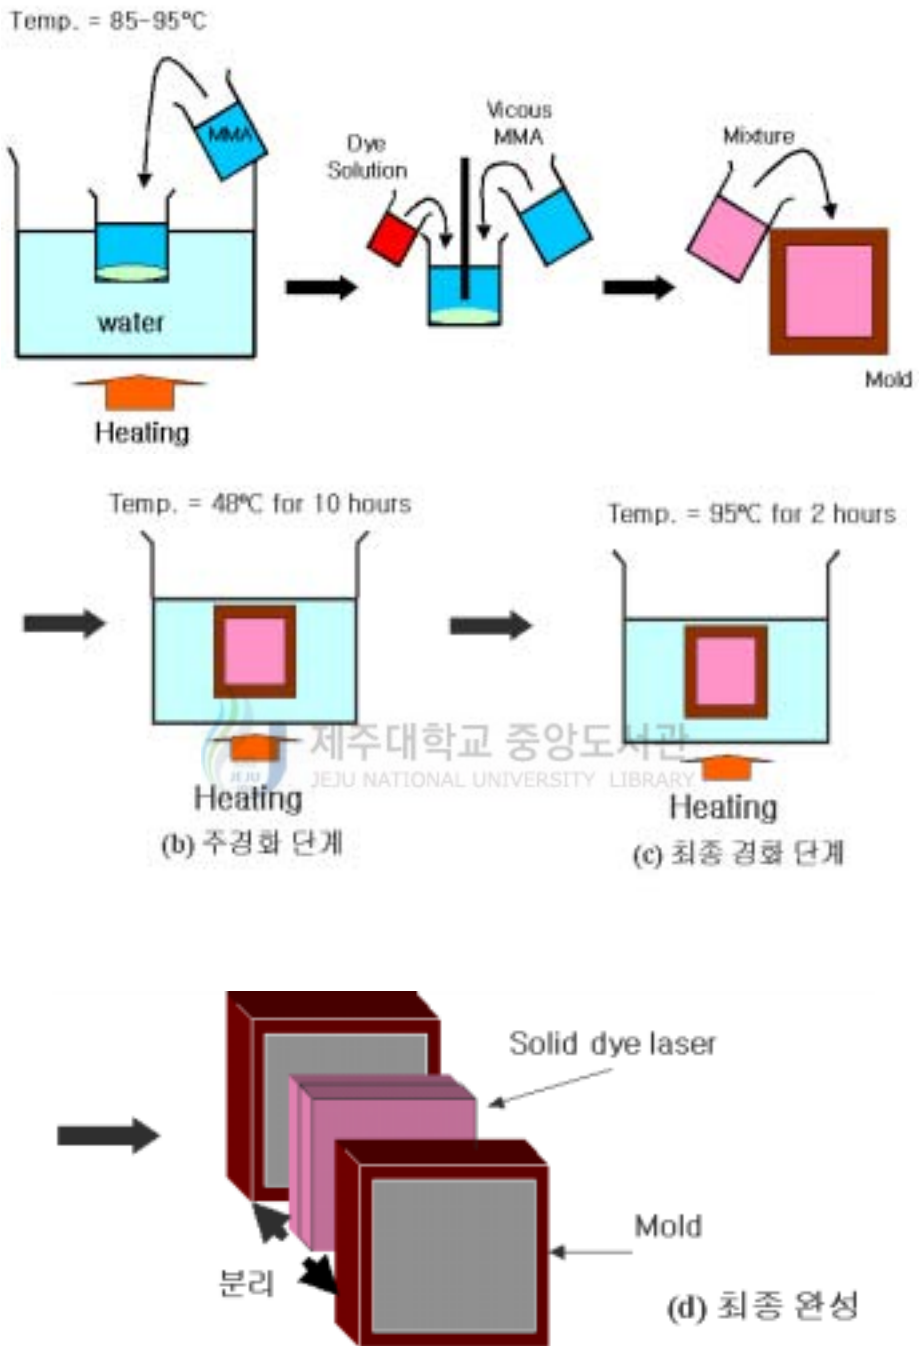 Temp. = 85-95°C
MMA
water
Heating
Dye
Solution
Vicous
MMA
Mixture
Mold
Temp. = 48°C for 10 hours
Heating
(b) 주경화 단계
Temp. = 95°C for 2 hours
Heating
(c) 최종 경화 단계
제주대학교 중앙도서관
JEJU NATIONAL UNIVERSITY LIBRARY
JEJU
Solid dye laser
Mold
분리
(d) 최종 완성